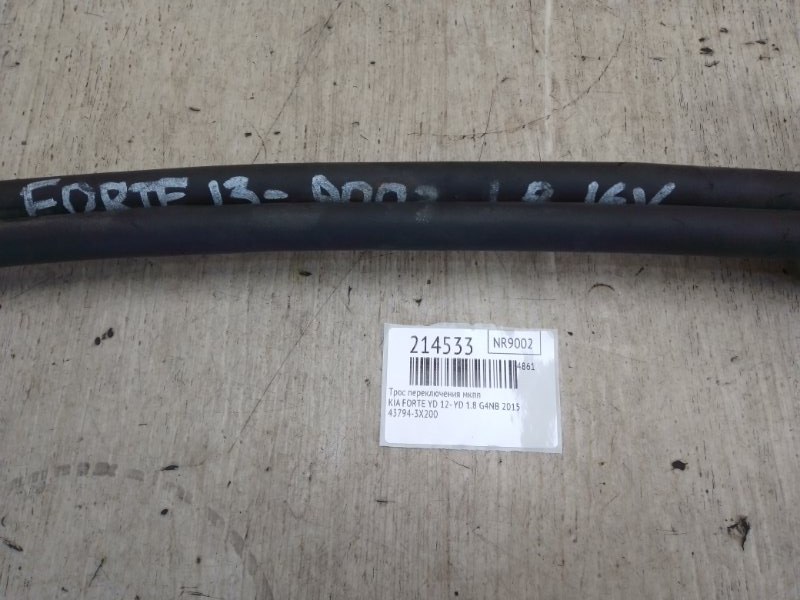 FORTE 13- A002 1.8 16V
214533 NR9002
4861
Трос переключения мкпп
KIA FORTE YD 12- YD 1.8 G4NB 2015
43794-3X200